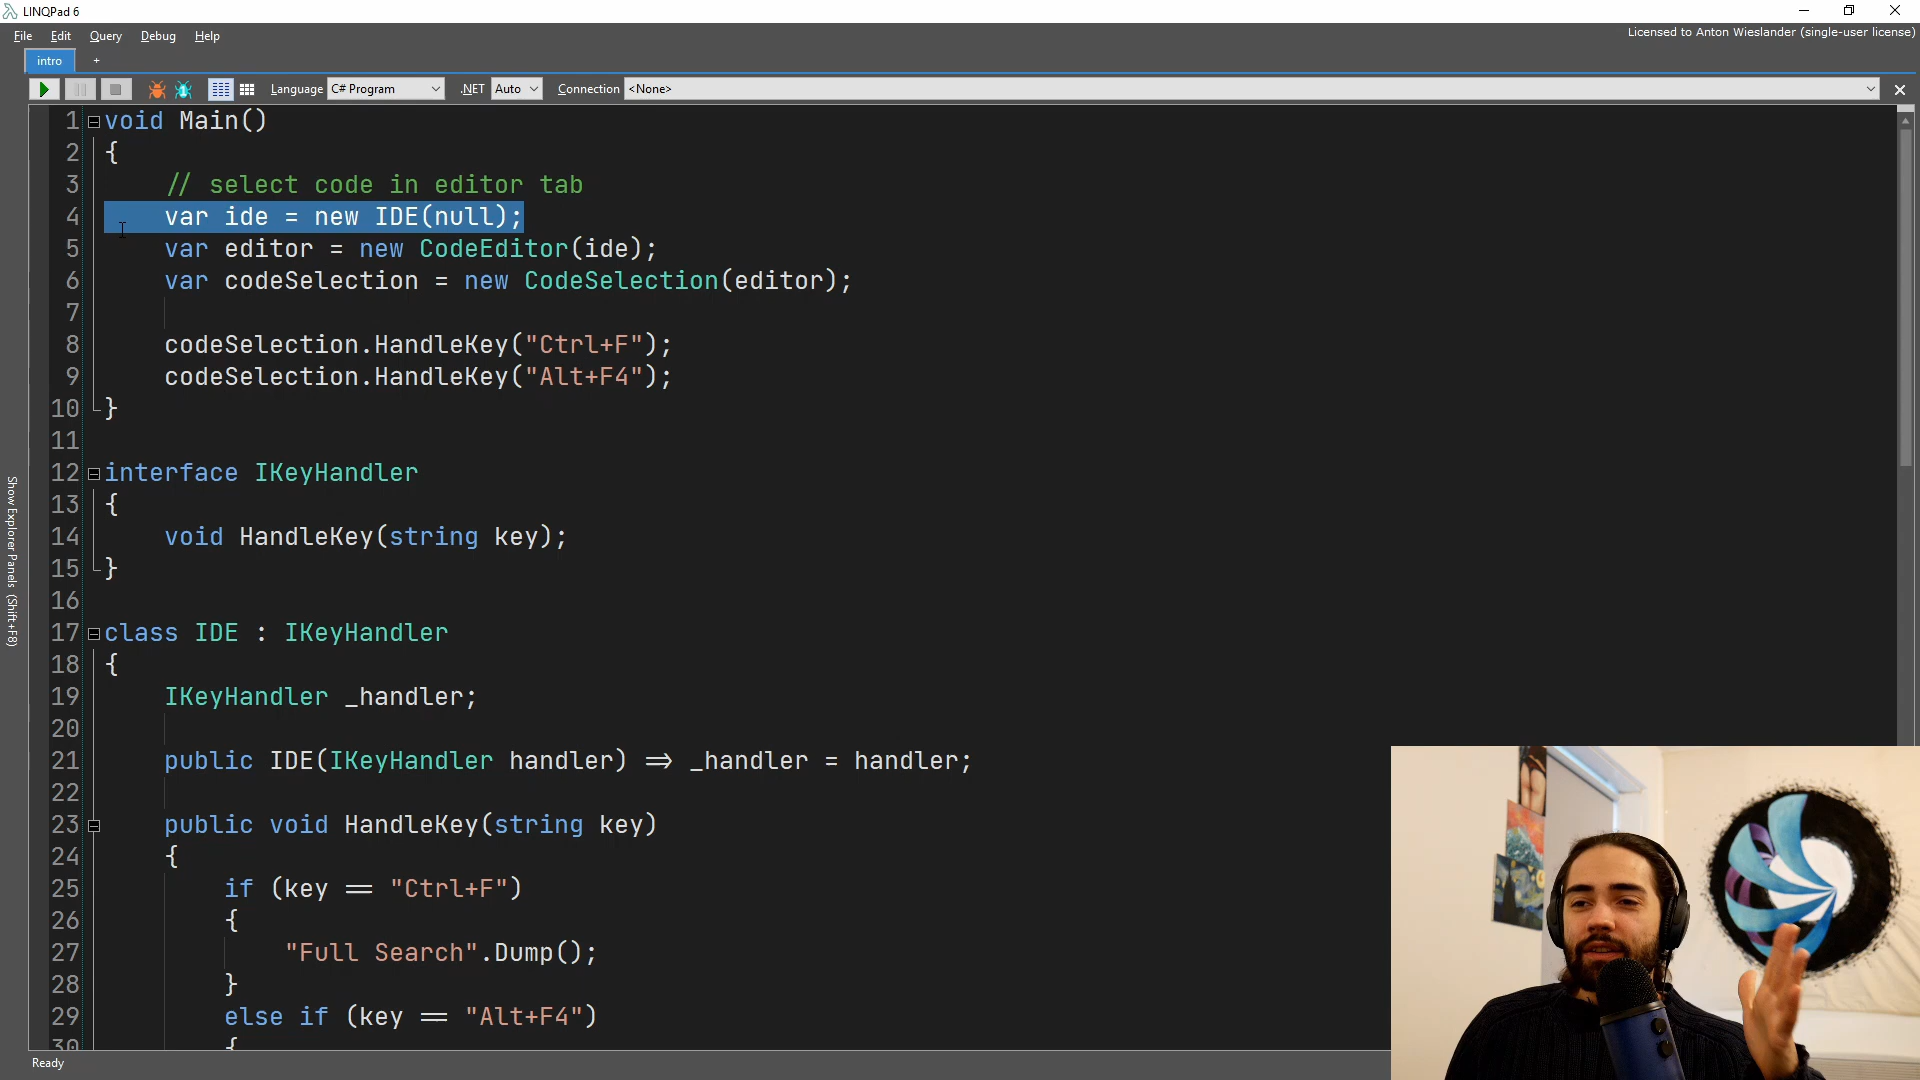 LINQPad 6
File Edit Query Debug Help
Licensed to Anton Wieslander (single-user license)
intro +
Language C# Program .NET Auto Connection <None>
1 void Main()
2 {
3 // select code in editor tab
4 var ide = new IDE(null);
5 var editor = new CodeEditor(ide);
6 var codeSelection = new CodeSelection(editor);
7
8 codeSelection.HandleKey("Ctrl+F");
9 codeSelection.HandleKey("Alt+F4");
10 }
11
12 interface IKeyHandler
13 {
14 void HandleKey(string key);
15 }
16
17 class IDE : IKeyHandler
18 {
19 IKeyHandler _handler;
20
21 public IDE(IKeyHandler handler) => _handler = handler;
22
23 public void HandleKey(string key)
24 {
25 if (key == "Ctrl+F")
26 {
27 "Full Search".Dump();
28 }
29 else if (key == "Alt+F4")
30 {
Show Explorer Panels (Shift+F8)
Ready